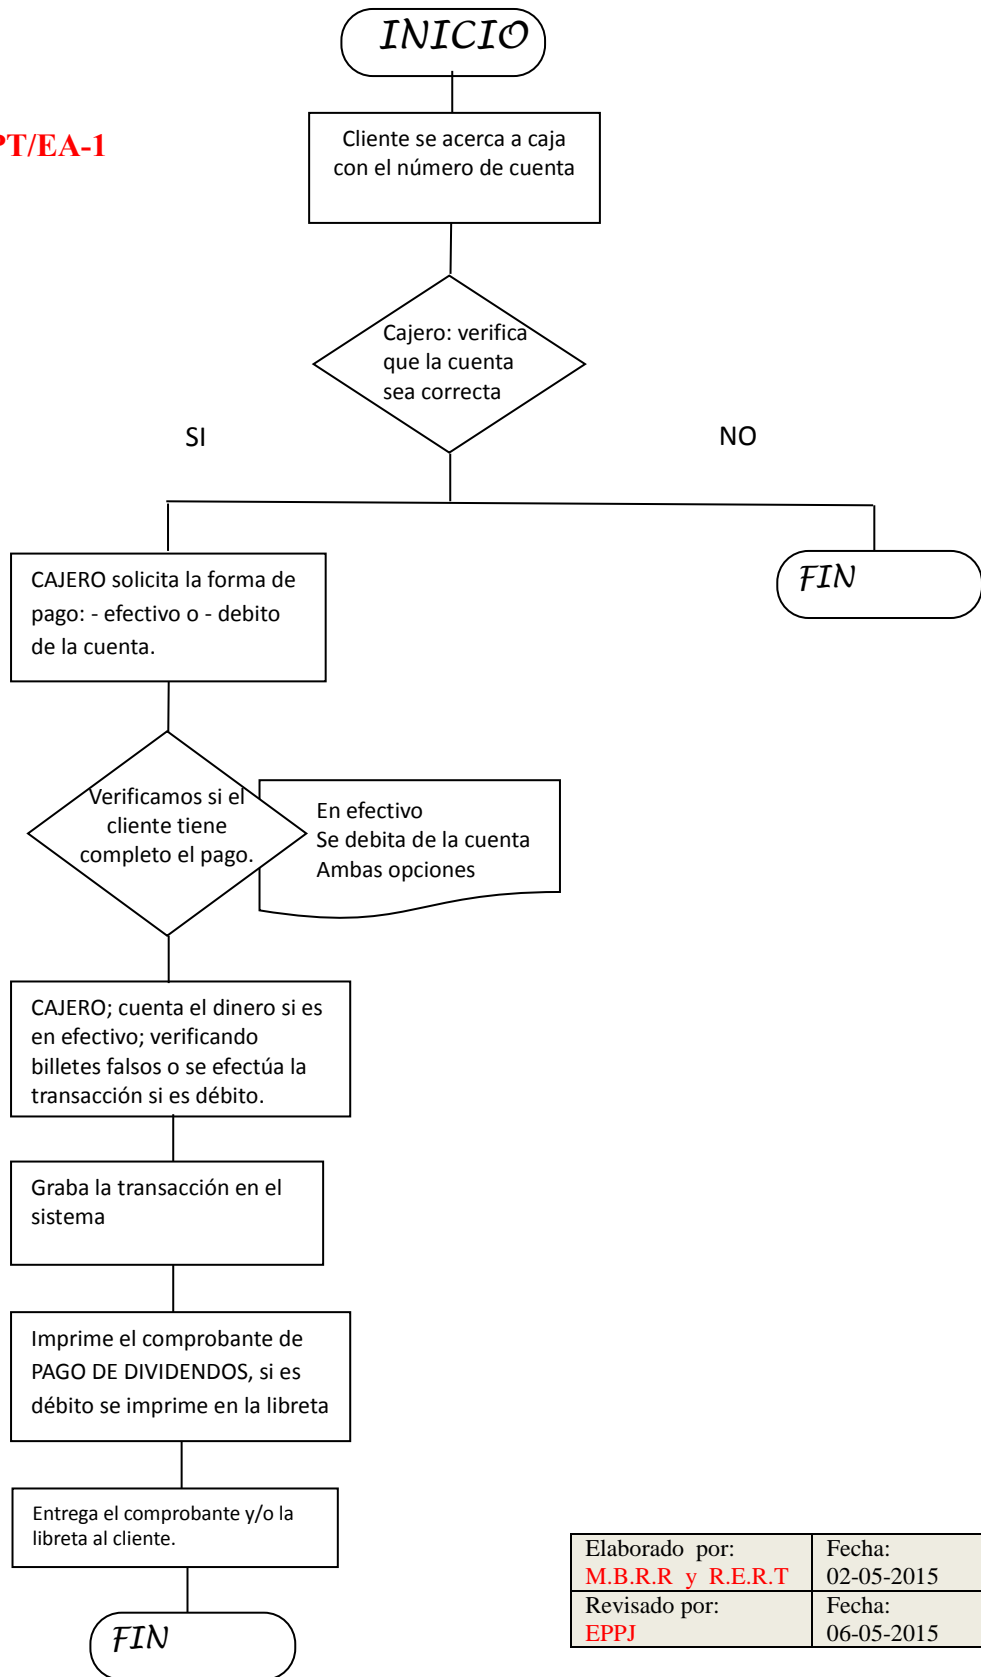 INICIO
PT/EA-1
Cliente se acerca a caja
con el número de cuenta
Cajero: verifica
que la cuenta
sea correcta
SI
NO
CAJERO solicita la forma de
pago: - efectivo o - debito
de la cuenta.
FIN
Verificamos si el
cliente tiene
completo el pago.
En efectivo
Se debita de la cuenta
Ambas opciones
CAJERO; cuenta el dinero si es
en efectivo; verificando
billetes falsos o se efectúa la
transacción si es débito.
Graba la transacción en el
sistema
Imprime el comprobante de
PAGO DE DIVIDENDOS, si es
débito se imprime en la libreta
Entrega el comprobante y/o la
libreta al cliente.
FIN
Elaborado por:
M.B.R.R y R.E.R.T
Fecha:
02-05-2015
Revisado por:
EPPJ
Fecha:
06-05-2015